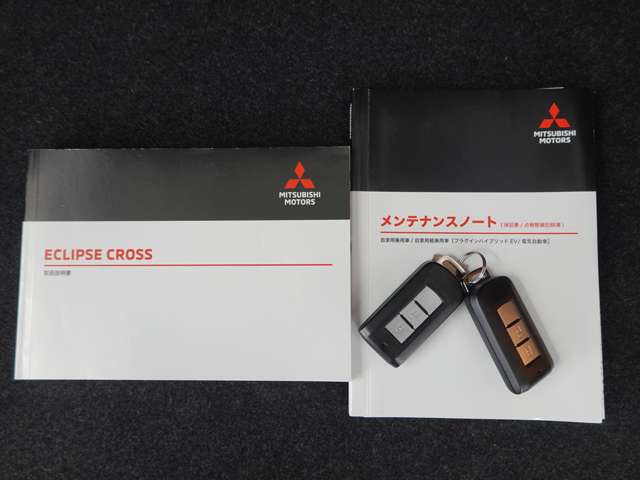 MITSUBISHI
MOTORS
ECLIPSE CROSS
取扱説明書
MITSUBISHI
MOTORS
メンテナンスノート（保証書 / 点検整備記録簿）
自家用乗用車 / 自家用軽乗用車［プラグインハイブリッドEV/ 電気自動車］